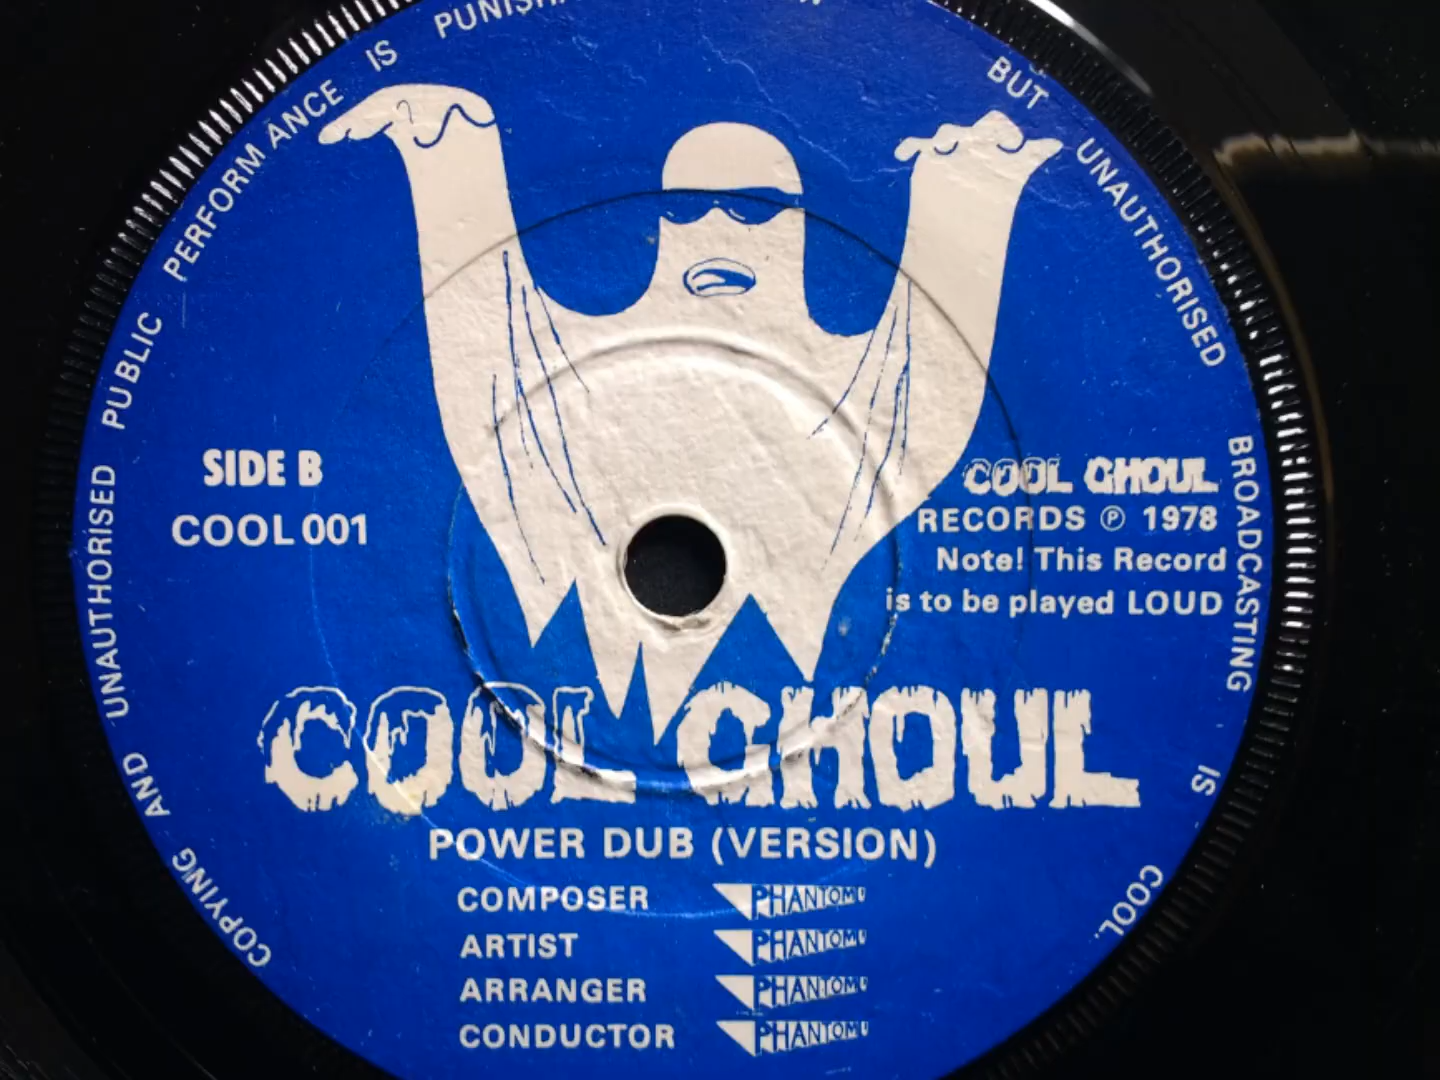 COPYING AND UNAUTHORISED PUBLIC PERFORMANCE IS
BUT UNAUTHORISED BROADCASTING IS COOL.
SIDE B
COOL 001
COOL GHOUL
RECORDS ℗ 1978
Note! This Record
is to be played LOUD
COOL GHOUL
POWER DUB (VERSION)
COMPOSER PHANTOM
ARTIST PHANTOM
ARRANGER PHANTOM
CONDUCTOR PHANTOM